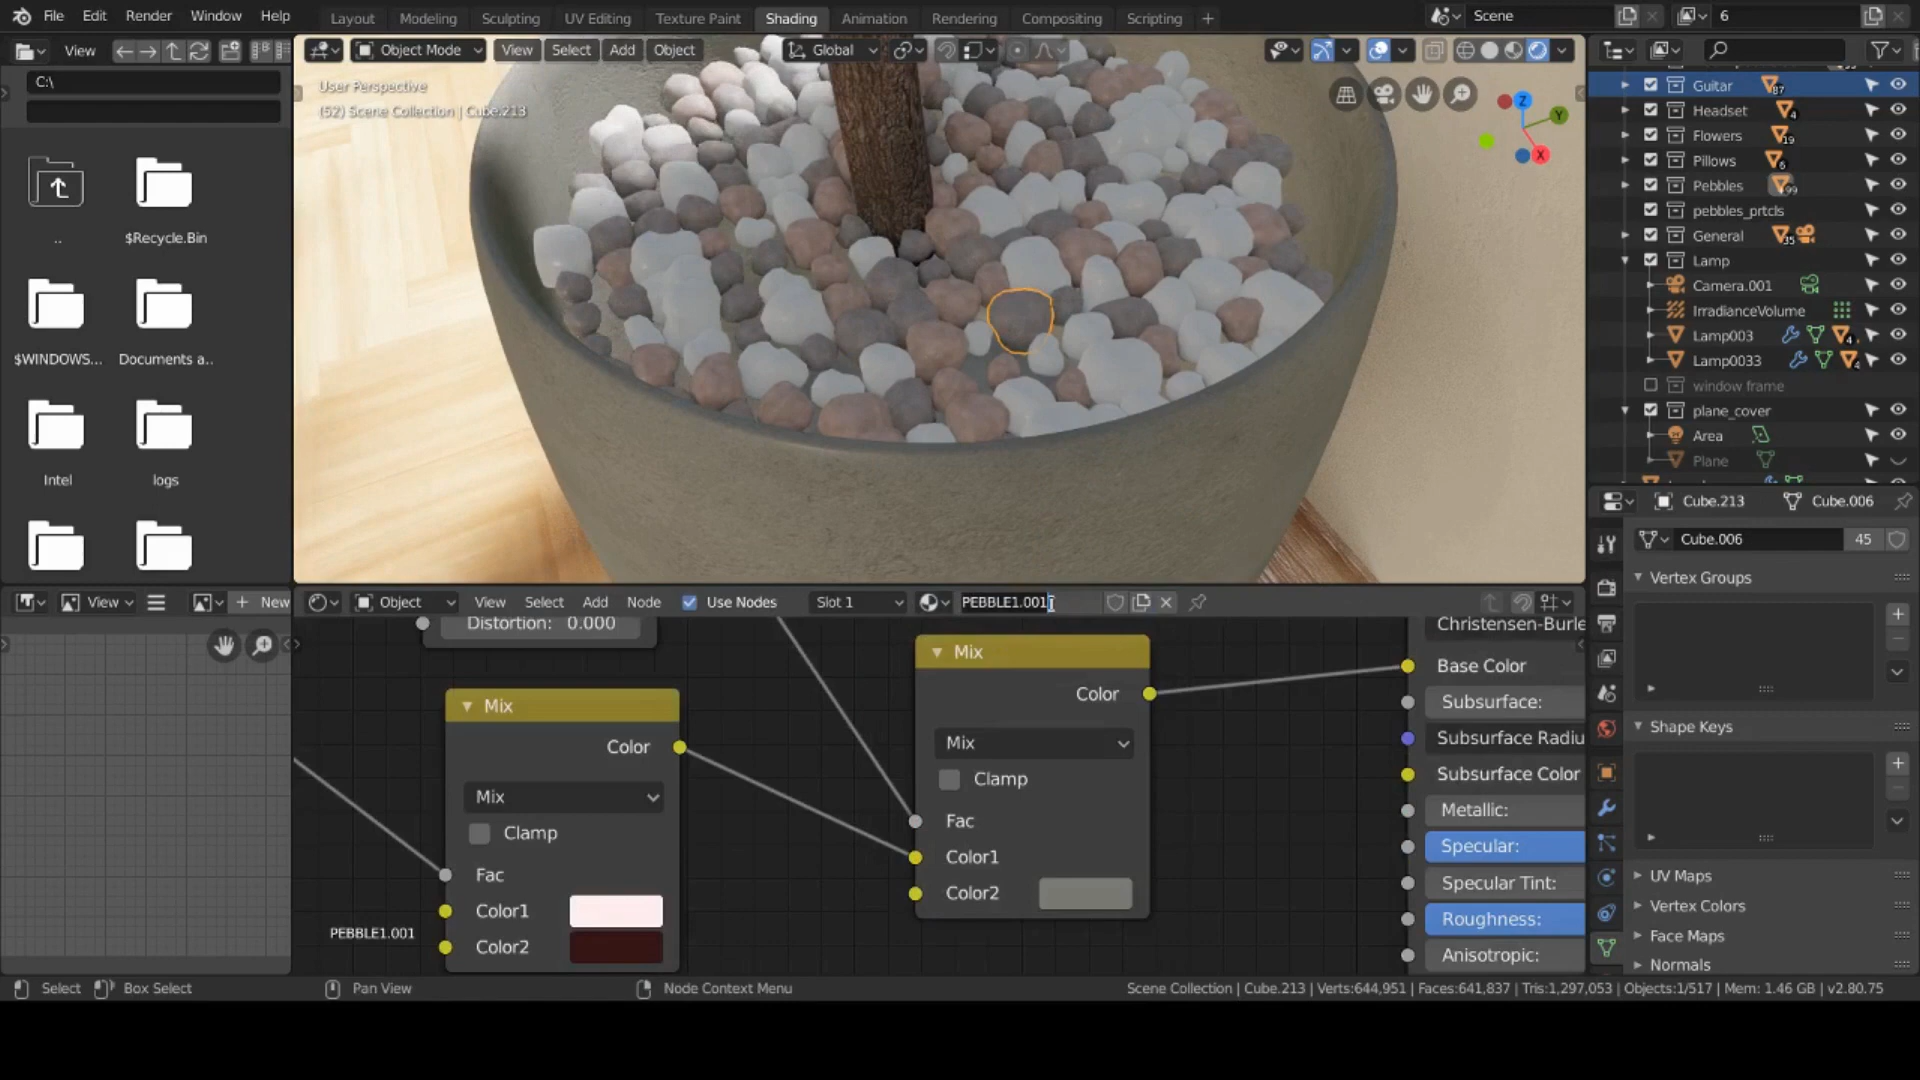 File Edit Render Window Help Layout Modeling Sculpting UV Editing Texture Paint Shading Animation Rendering Compositing Scripting + Scene 6
View
Object Mode View Select Add Object Global
C:\
User Perspective
(52) Scene Collection | Cube.213
..
$Recycle.Bin
$WINDOWS...
Documents a..
Intel
logs
Z
Y
X
Guitar 87
Headset 4
Flowers 19
Pillows 6
Pebbles 99
pebbles_prtcls
General 35
Lamp
Camera.001
IrradianceVolume
Lamp003 4
Lamp0033 4
window frame
plane_cover
Area
Plane
Cube.213 Cube.006
Cube.006 45
Vertex Groups
Shape Keys
UV Maps
Vertex Colors
Face Maps
Normals
View + New
Object View Select Add Node Use Nodes Slot 1 PEBBLE1.001
Distortion: 0.000
Mix
Color
Mix
Clamp
Fac
Color1
Color2
PEBBLE1.001
Mix
Color
Mix
Clamp
Fac
Color1
Color2
Christensen-Burle
Base Color
Subsurface:
Subsurface Radiu
Subsurface Color
Metallic:
Specular:
Specular Tint:
Roughness:
Anisotropic:
Select Box Select Pan View Node Context Menu Scene Collection | Cube.213 | Verts:644,951 | Faces:641,837 | Tris:1,297,053 | Objects:1/517 | Mem: 1.46 GB | v2.80.75